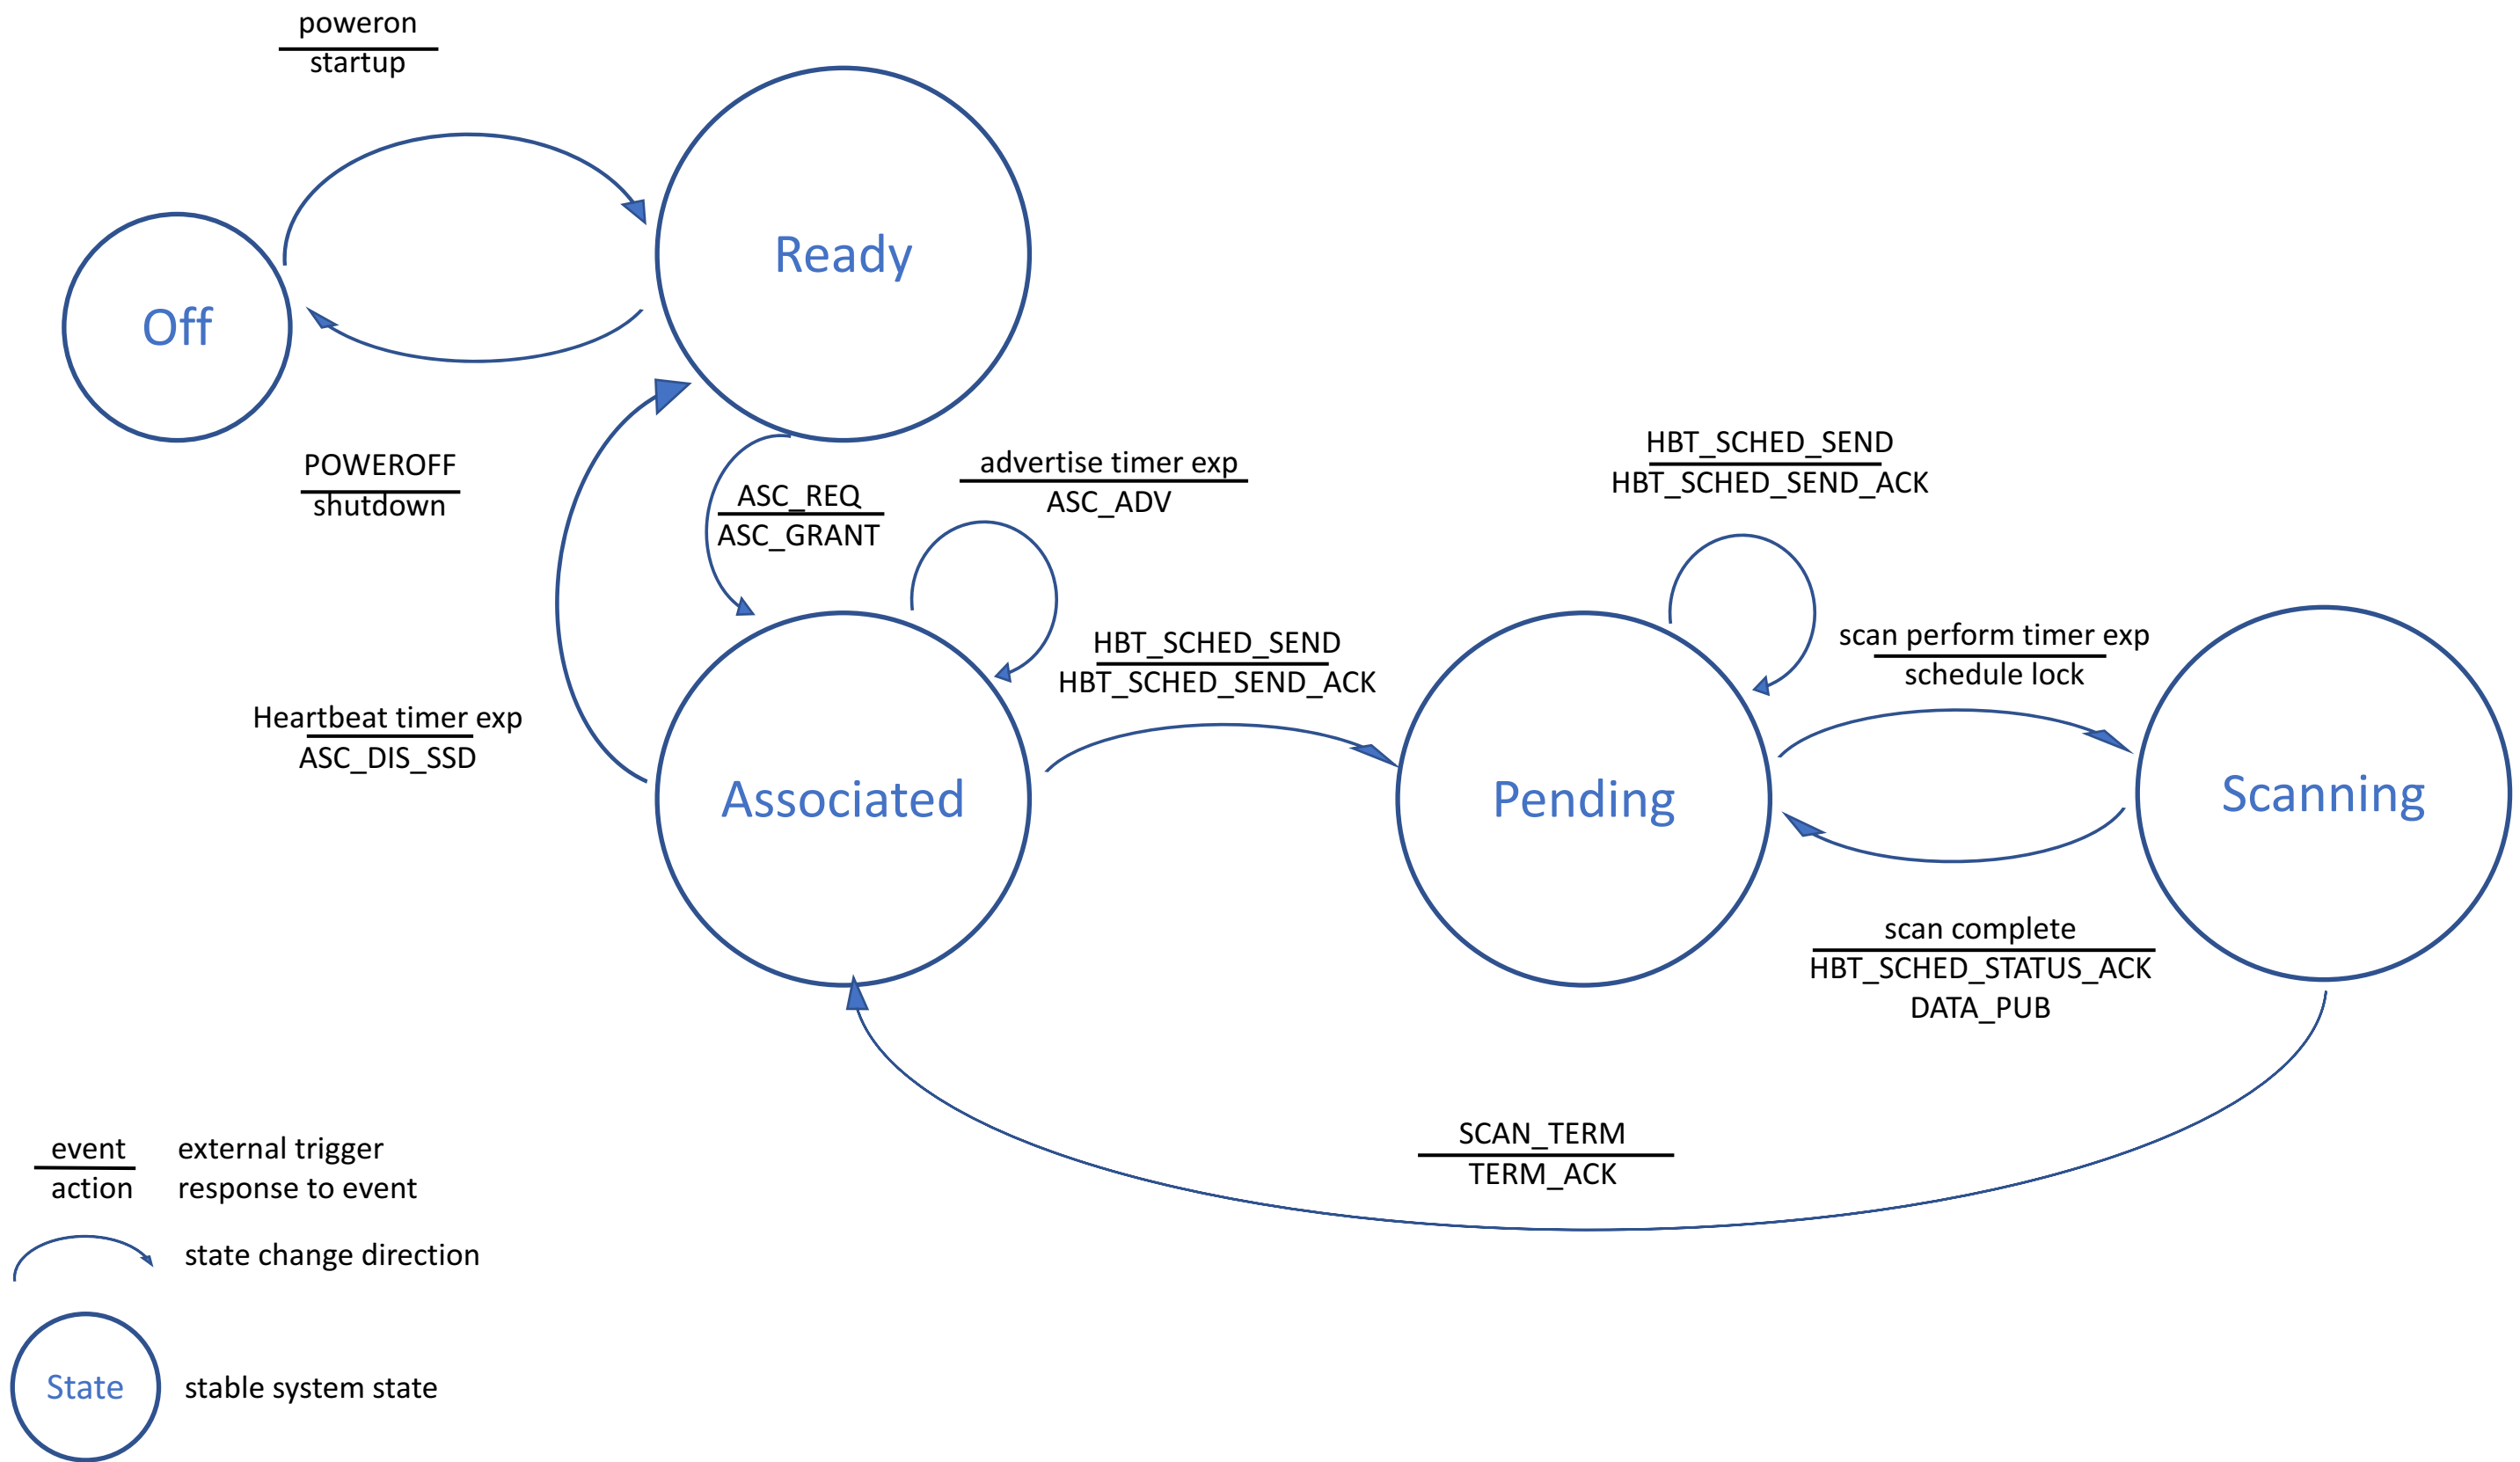 poweron
startup
Ready
Off
POWEROFF
shutdown
ASC_REQ
ASC_GRANT
advertise timer exp
ASC_ADV
HBT_SCHED_SEND
HBT_SCHED_SEND_ACK
HBT_SCHED_SEND
HBT_SCHED_SEND_ACK
scan perform timer exp
schedule lock
Heartbeat timer exp
ASC_DIS_SSD
Associated
Pending
Scanning
scan complete
HBT_SCHED_STATUS_ACK
DATA_PUB
SCAN_TERM
TERM_ACK
event external trigger
action response to event
state change direction
State stable system state